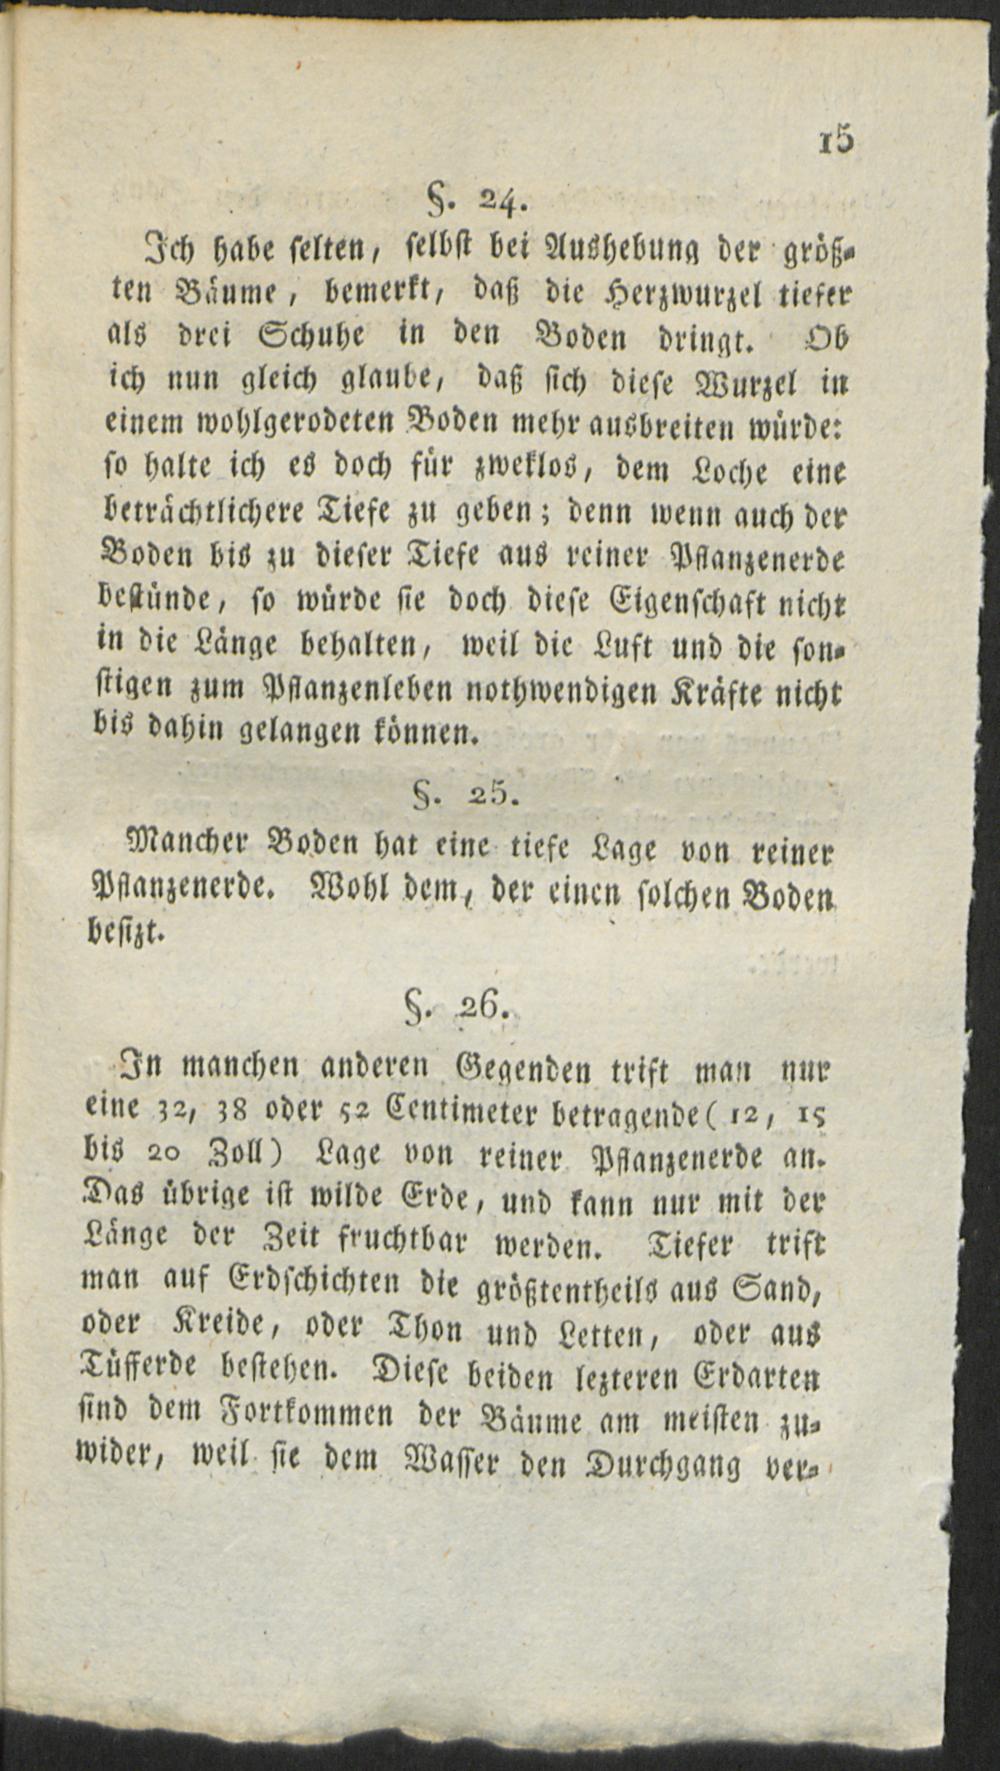 15
§. 24.
Ich habe selten, selbst bei Aushebung der größ-
ten Bäume, bemerkt, daß die Herzwurzel tiefer
als drei Schuhe in den Boden dringt. Ob
ich nun gleich glaube, daß sich diese Wurzel in
einem wohlgerodeten Boden mehr ausbreiten würde:
so halte ich es doch für zweklos, dem Loche eine
beträchtlichere Tiefe zu geben; denn wenn auch der
Boden bis zu dieser Tiefe aus reiner Pflanzenerde
bestünde, so würde sie doch diese Eigenschaft nicht
in die Länge behalten, weil die Luft und die son-
stigen zum Pflanzenleben nothwendigen Kräfte nicht
bis dahin gelangen können.
§. 25.
Mancher Boden hat eine tiefe Lage von reiner
Pflanzenerde. Wohl dem, der einen solchen Boden
besizt.
§. 26.
In manchen anderen Gegenden trift man nur
eine 32, 38 oder 52 Centimeter betragende (12, 15
bis 20 Zoll) Lage von reiner Pflanzenerde an.
Das übrige ist wilde Erde, und kann nur mit der
Länge der Zeit fruchtbar werden. Tiefer trift
man auf Erdschichten die größtentheils aus Sand,
oder Kreide, oder Thon und Letten, oder aus
Tüfferde bestehen. Diese beiden lezteren Erdarten
sind dem Fortkommen der Bäume am meisten zu-
wider, weil sie dem Wasser den Durchgang ver-